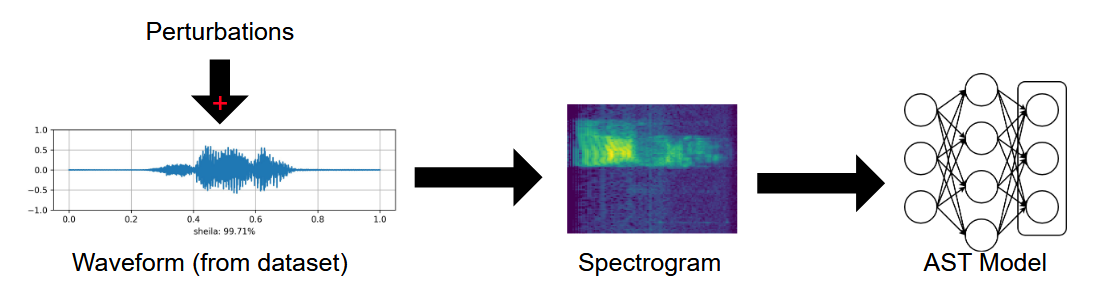 Perturbations
+
1.0
0.5
0.0
−0.5
−1.0
0.0 0.2 0.4 0.6 0.8 1.0
sheila: 99.71%
Waveform (from dataset)
Spectrogram
AST Model